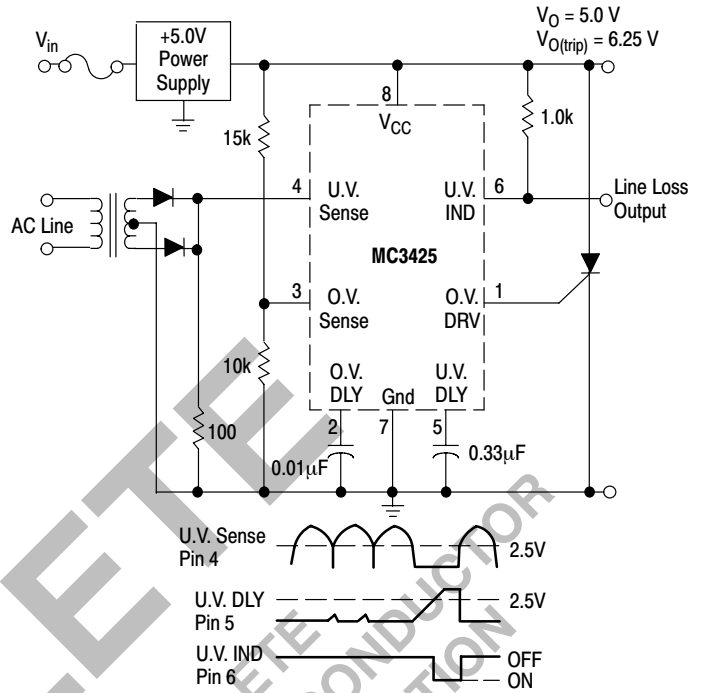 V_O = 5.0 V
V_O(trip) = 6.25 V
V_in
+5.0V
Power
Supply
8
V_CC
15k
1.0k
4
U.V.
Sense
U.V.
IND
6
Line Loss
Output
AC Line
MC3425
3
O.V.
Sense
O.V.
DRV
1
10k
O.V.
DLY
Gnd
U.V.
DLY
100
2
7
5
0.01μF
0.33μF
U.V. Sense
Pin 4
2.5V
U.V. DLY
Pin 5
2.5V
U.V. IND
Pin 6
OFF
ON